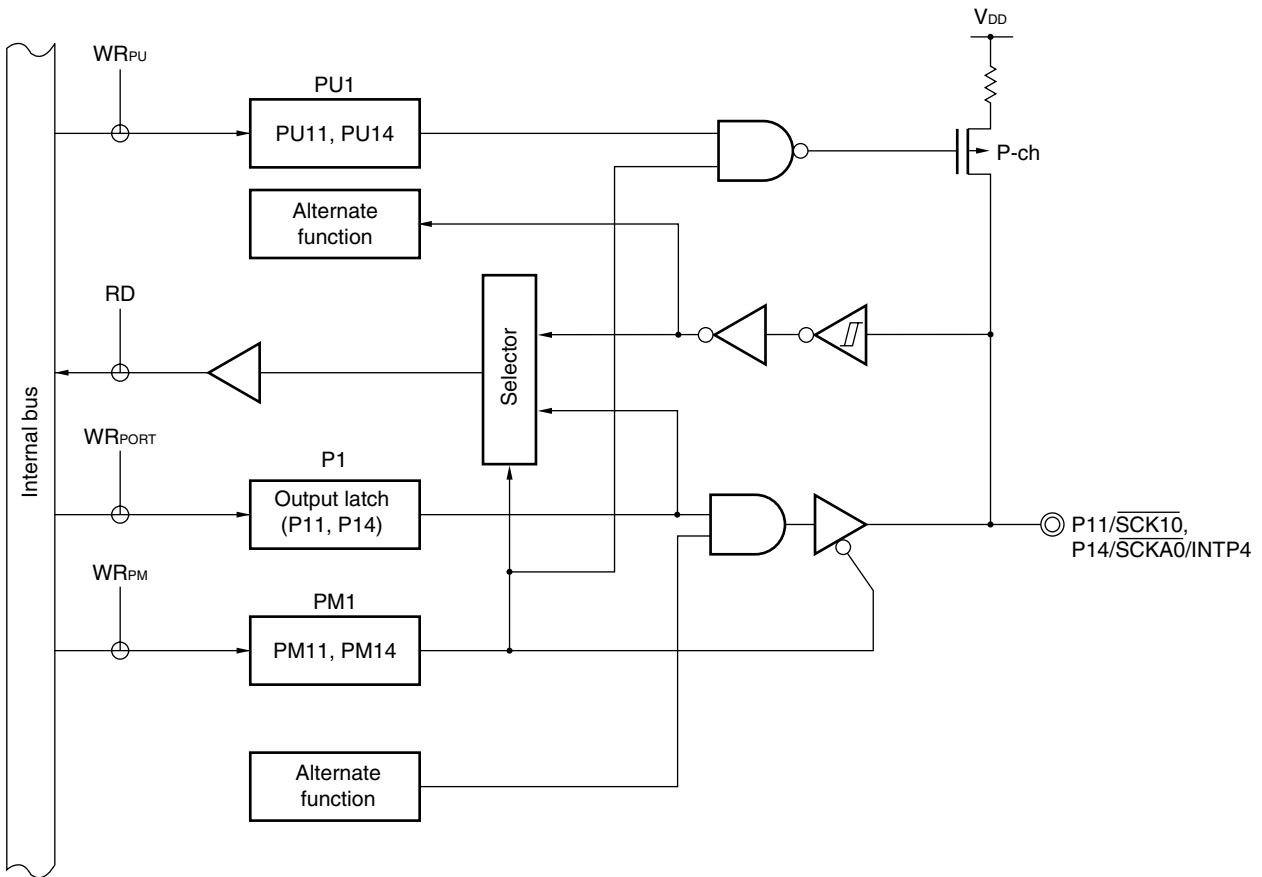 VDD
WRPU
PU1
PU11, PU14
P-ch
Alternate
function
RD
Selector
Internal bus
WRPORT
P1
Output latch
(P11, P14)
P11/SCK10,
P14/SCKA0/INTP4
WRPM
PM1
PM11, PM14
Alternate
function